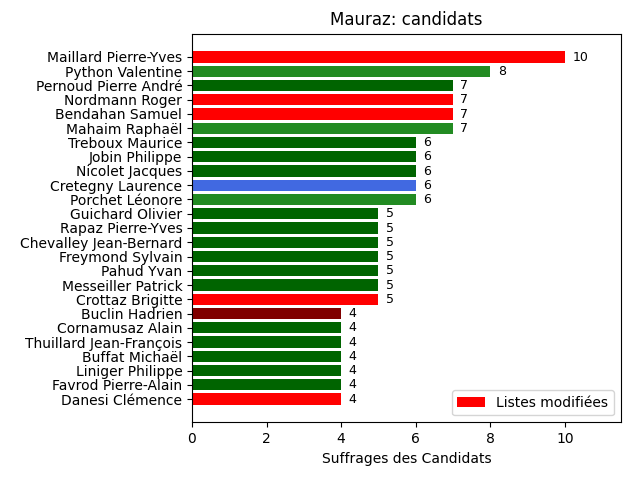 Mauraz: candidats
Maillard Pierre-Yves 10
Python Valentine 8
Pernoud Pierre André 7
Nordmann Roger 7
Bendahan Samuel 7
Mahaim Raphaël 7
Treboux Maurice 6
Jobin Philippe 6
Nicolet Jacques 6
Cretegny Laurence 6
Porchet Léonore 6
Guichard Olivier 5
Rapaz Pierre-Yves 5
Chevalley Jean-Bernard 5
Freymond Sylvain 5
Pahud Yvan 5
Messeiller Patrick 5
Crottaz Brigitte 5
Buclin Hadrien 4
Cornamusaz Alain 4
Thuillard Jean-François 4
Buffat Michaël 4
Liniger Philippe 4
Favrod Pierre-Alain 4
Danesi Clémence 4
Listes modifiées
0 2 4 6 8 10
Suffrages des Candidats